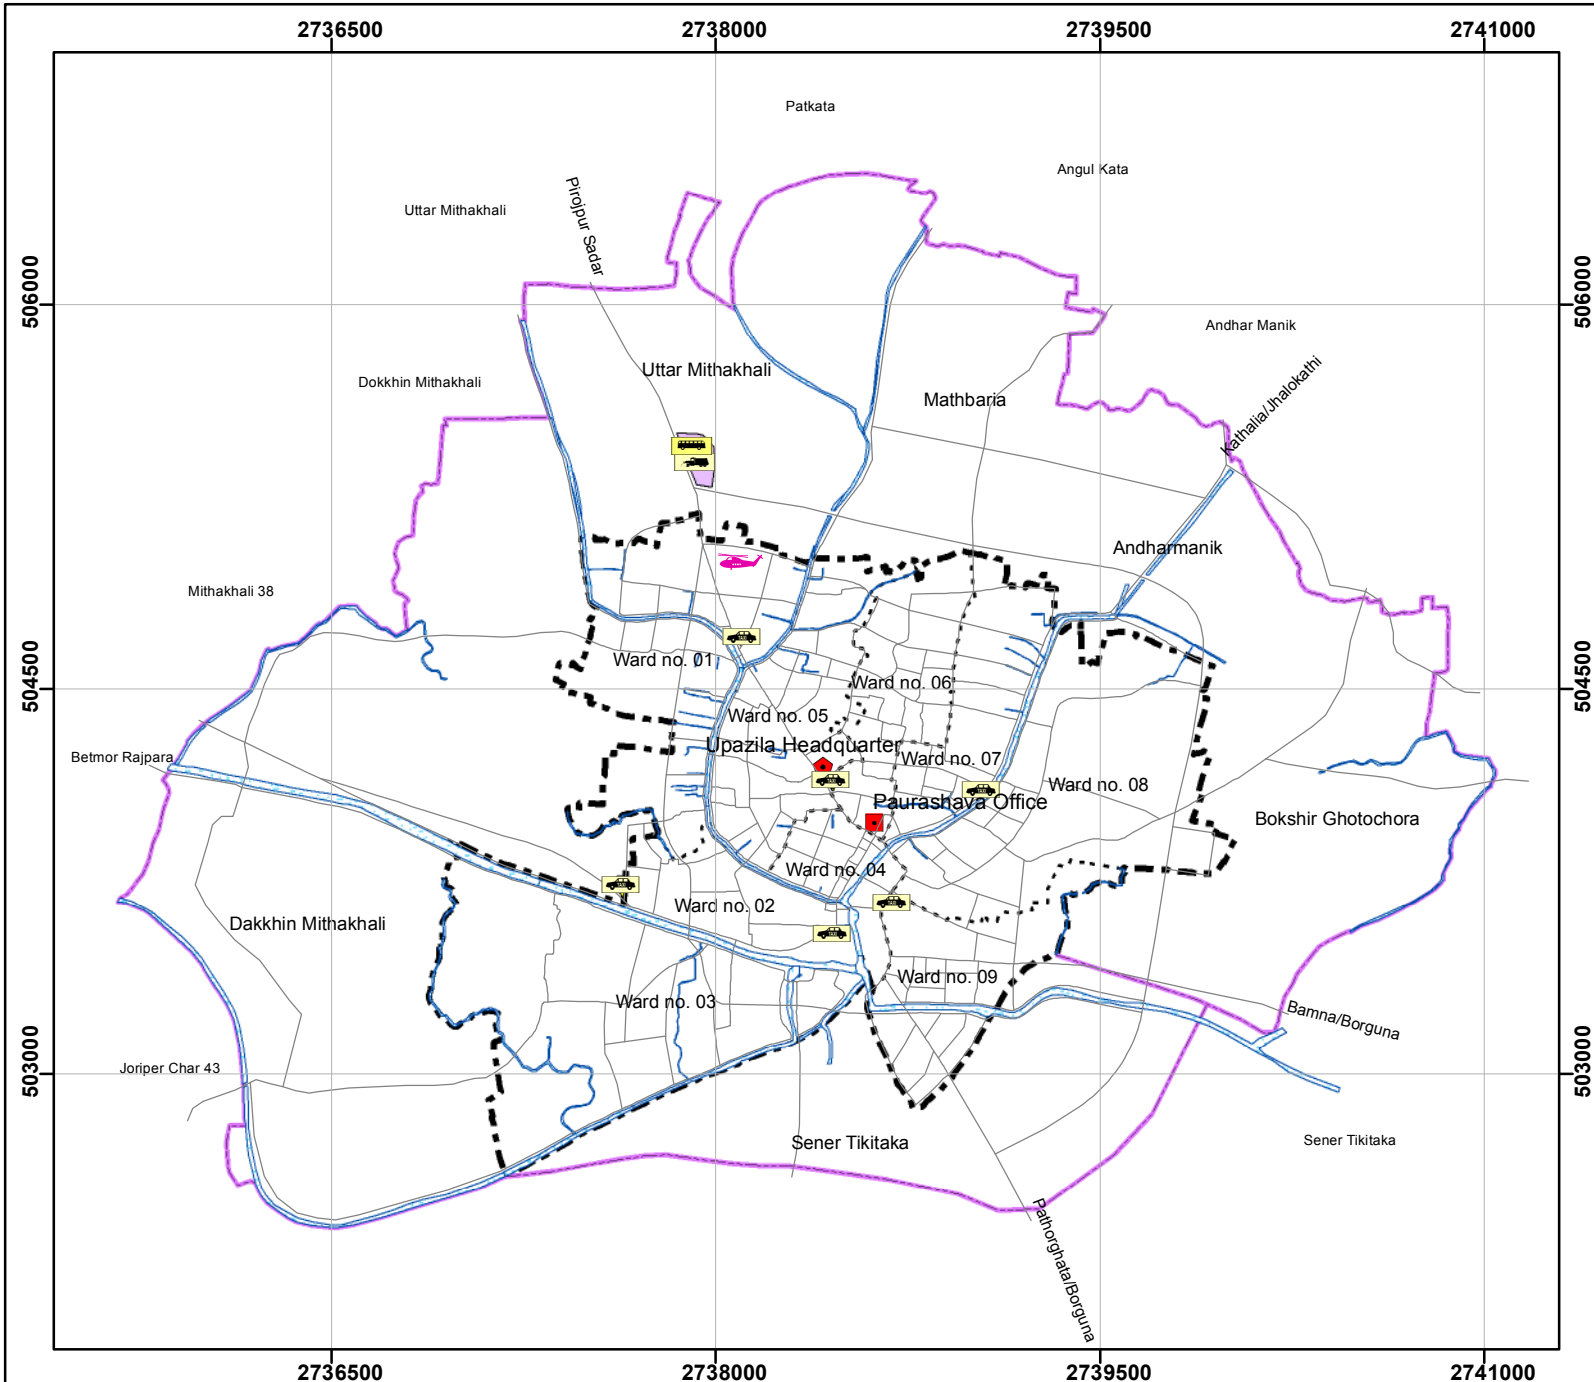 2736500 2738000 2739500 2741000
Patkata
Angul Kata
Uttar Mithakhali
Pirojpur Sadar
506000
506000
Andhar Manik
Uttar Mithakhali
Dokkhin Mithakhali
Mathbaria
Kathalia/Jhalokathi
Andharmanik
Mithakhali 38
Ward no. 01
504500
504500
Ward no. 06
Ward no. 05
Upazila Headquarter
Betmor Rajpara
Ward no. 07
Ward no. 08
Paurashava Office
Bokshir Ghotochora
Ward no. 04
Ward no. 02
Dakkhin Mithakhali
Ward no. 09
Ward no. 03
Bamna/Borguna
Joriper Char 43
503000
503000
Sener Tikitaka
Sener Tikitaka
Pathorghata/Borguna
2736500 2738000 2739500 2741000